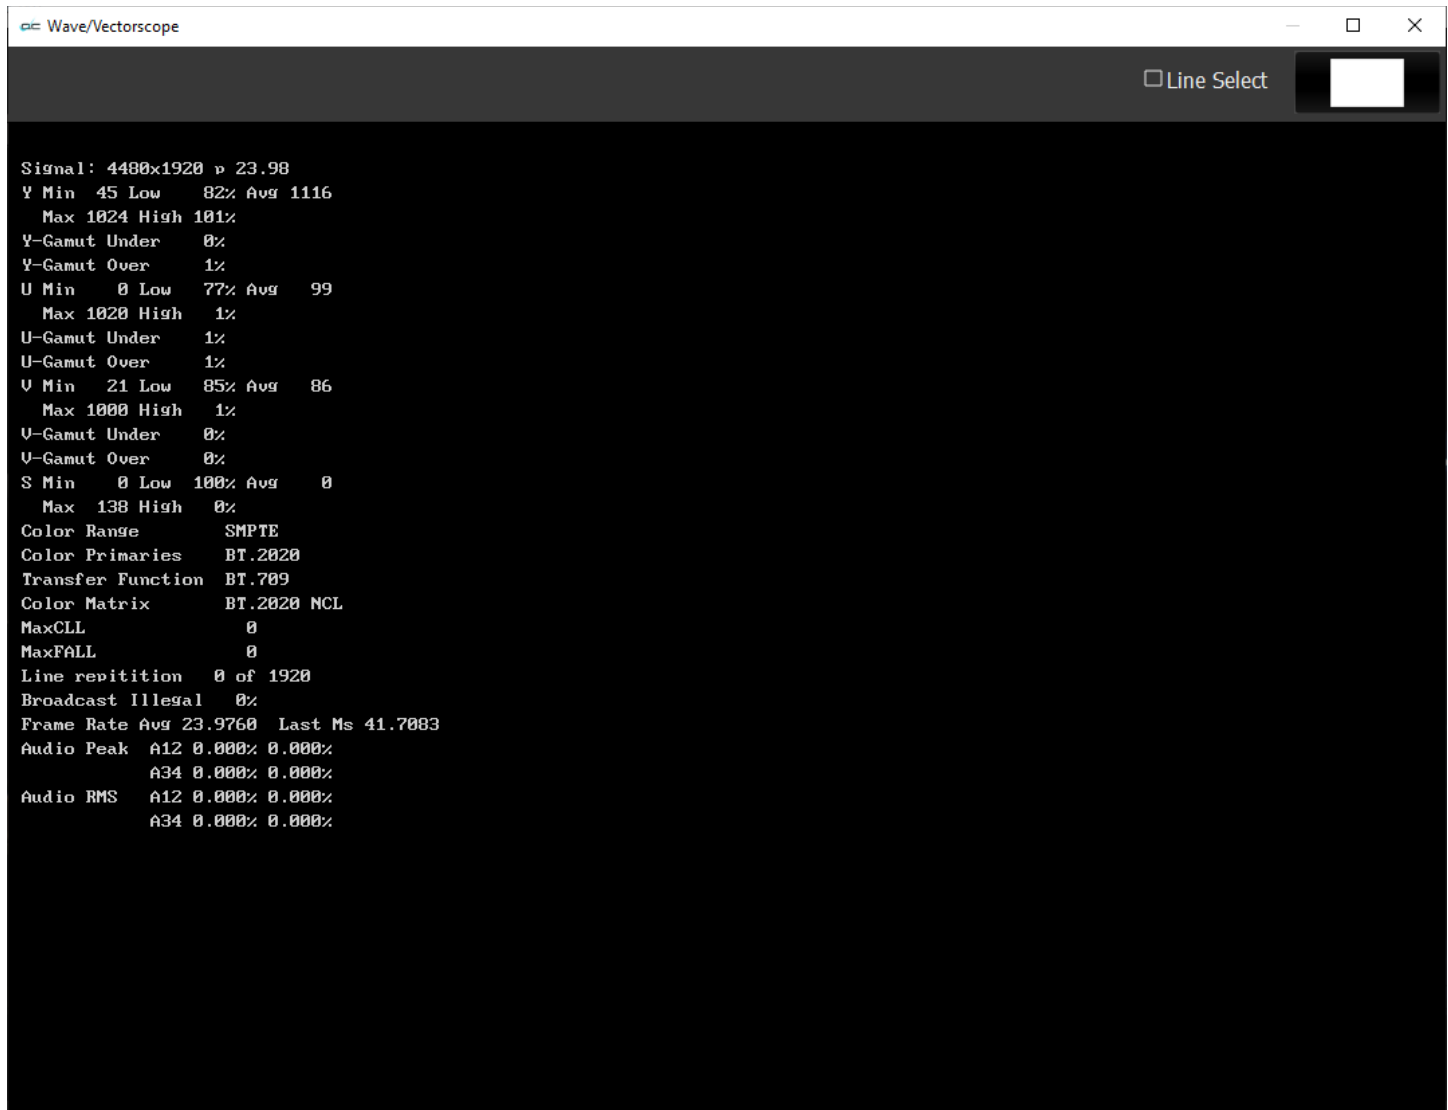 Wave/Vectorscope
Line Select
Signal: 4480x1920 p 23.98
Y Min  45 Low    82% Avg 1116
  Max 1024 High 101%
Y-Gamut Under    0%
Y-Gamut Over     1%
U Min    0 Low   77% Avg   99
  Max 1020 High   1%
U-Gamut Under    1%
U-Gamut Over     1%
V Min   21 Low   85% Avg   86
  Max 1000 High   1%
V-Gamut Under    0%
V-Gamut Over     0%
S Min    0 Low  100% Avg    0
  Max  138 High   0%
Color Range        SMPTE
Color Primaries    BT.2020
Transfer Function  BT.709
Color Matrix       BT.2020 NCL
MaxCLL               0
MaxFALL              0
Line repitition   0 of 1920
Broadcast Illegal   0%
Frame Rate Avg 23.9760  Last Ms 41.7083
Audio Peak  A12 0.000% 0.000%
            A34 0.000% 0.000%
Audio RMS   A12 0.000% 0.000%
            A34 0.000% 0.000%